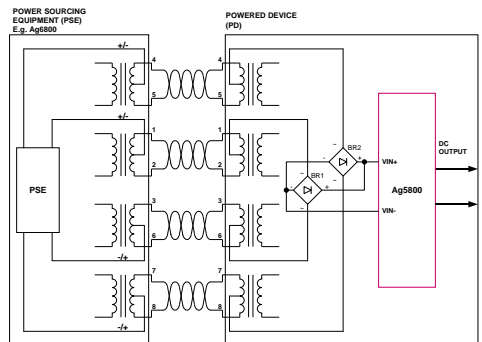 POWER SOURCING
EQUIPMENT (PSE)
E.g. Ag6800
POWERED DEVICE
(PD)
+/-
4
4
5
5
+/-
1
1
2
2
PSE
3
3
6
6
-/+
7
7
8
8
-/+
~
BR2
-
+
~
~
BR1
-
+
~
VIN+
Ag5800
VIN-
DC
OUTPUT